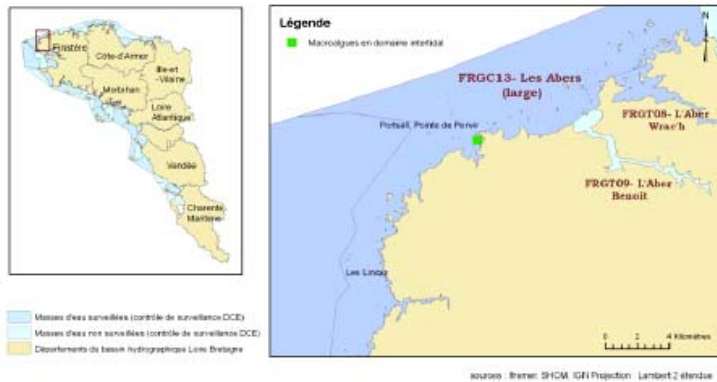 Finistère
Côte-d'Armor
Ille-et
-Vilaine
Morbihan
Loire
Atlantique
Vendée
Charente
Maritime
Masses d'eau surveillées (contrôle de surveillance DCE)
Masses d'eau non surveillées (contrôle de surveillance DCE)
Départements du bassin hydrographique Loire Bretagne
Légende
Macroalgues en domaine intertidal
N
FRGC13- Les Abers
(large)
Portsall, Pointe de
FRGT08- L'Aber
Wrac'h
FRGT09- L'Aber
Benoît
Les Liniou
0 2 4 Kilomètres
sources : Ifremer, SHOM, IGN Projection : Lambert 2 étendue